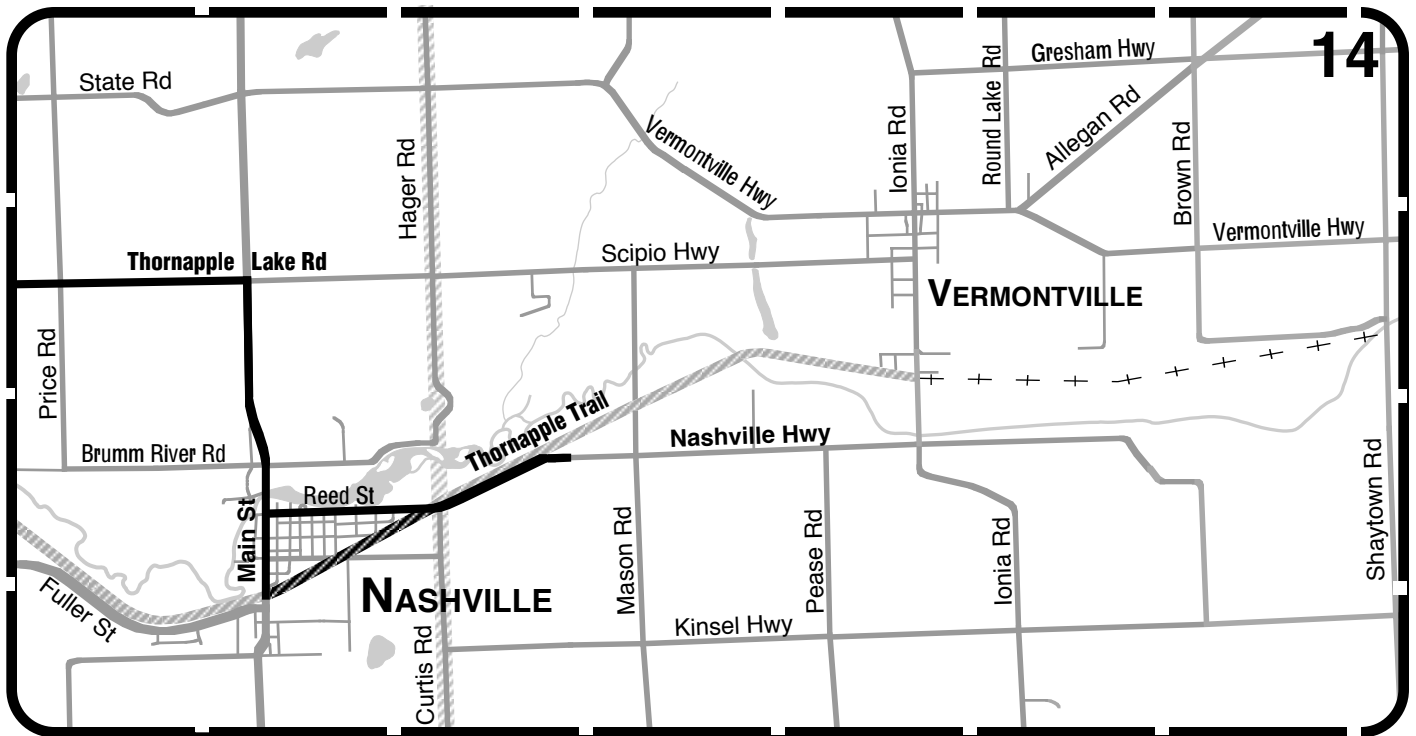 14
Gresham Hwy
State Rd
Round Lake Rd
Allegan Rd
Ionia Rd
Vermontville Hwy
Brown Rd
Hager Rd
Vermontville Hwy
Scipio Hwy
Thornapple Lake Rd
VERMONTVILLE
Price Rd
Thornapple Trail
Nashville Hwy
Brumm River Rd
Reed St
Main St
Shaytown Rd
Mason Rd
Pease Rd
Ionia Rd
Fuller St
NASHVILLE
Kinsel Hwy
Curtis Rd